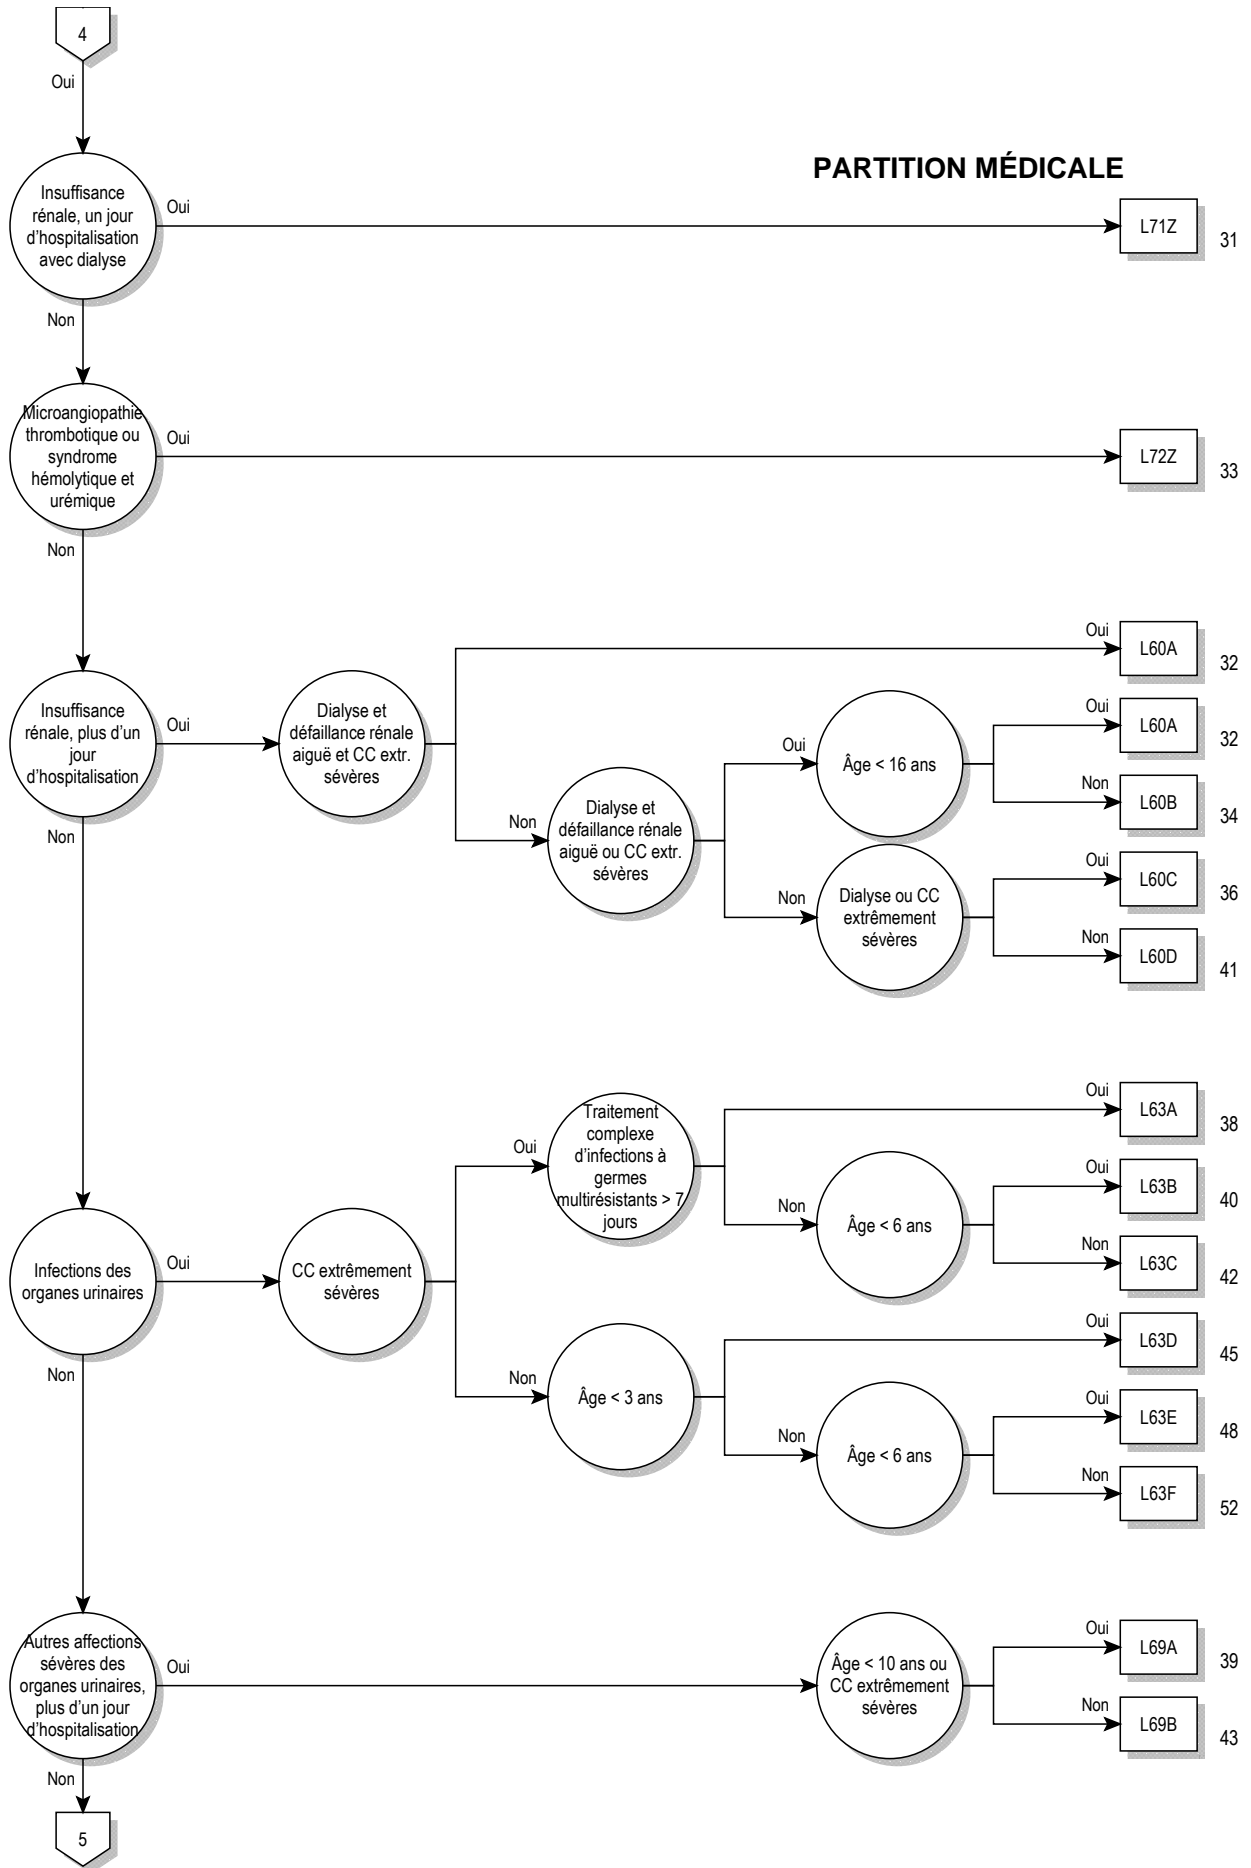 4
Oui
PARTITION MÉDICALE
Insuffisance
rénale, un jour
d'hospitalisation
avec dialyse
Oui
L71Z
31
Non
Microangiopathie
thrombotique ou
syndrome
hémolytique et
urémique
Oui
L72Z
33
Non
Insuffisance
rénale, plus d'un
jour
d'hospitalisation
Oui
Dialyse et
défaillance rénale
aiguë et CC extr.
sévères
Oui
L60A
32
Non
Dialyse et
défaillance rénale
aiguë ou CC extr.
sévères
Oui
Âge < 16 ans
Oui
L60A
32
Non
L60B
34
Non
Dialyse ou CC
extrêmement
sévères
Oui
L60C
36
Non
L60D
41
Non
Infections des
organes urinaires
Oui
CC extrêmement
sévères
Oui
Traitement
complexe
d'infections à
germes
multirésistants > 7
jours
Oui
L63A
38
Non
Âge < 6 ans
Oui
L63B
40
Non
L63C
42
Non
Âge < 3 ans
Oui
L63D
45
Non
Âge < 6 ans
Oui
L63E
48
Non
L63F
52
Non
Autres affections
sévères des
organes urinaires,
plus d'un jour
d'hospitalisation
Oui
Âge < 10 ans ou
CC extrêmement
sévères
Oui
L69A
39
Non
L69B
43
Non
5